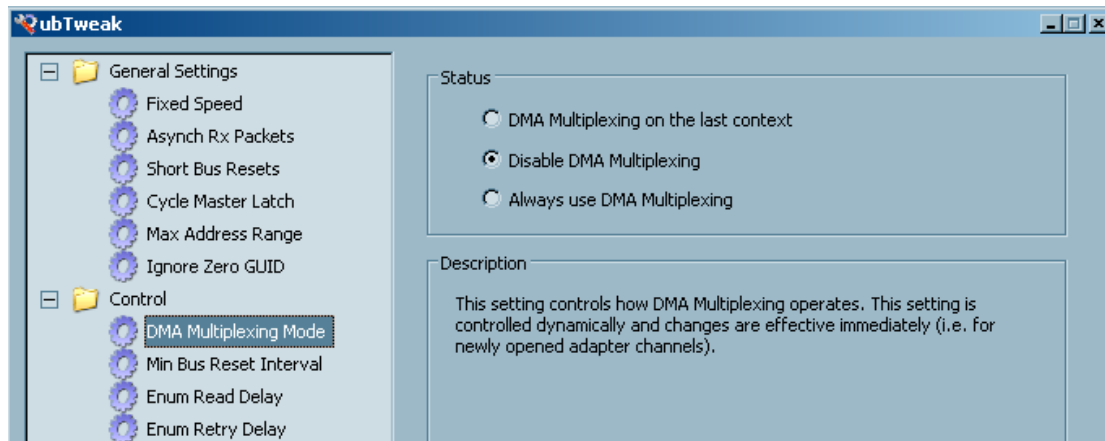 ubTweak
General Settings
Fixed Speed
Asynch Rx Packets
Short Bus Resets
Cycle Master Latch
Max Address Range
Ignore Zero GUID
Control
DMA Multiplexing Mode
Min Bus Reset Interval
Enum Read Delay
Enum Retry Delay
Status
DMA Multiplexing on the last context
Disable DMA Multiplexing
Always use DMA Multiplexing
Description
This setting controls how DMA Multiplexing operates. This setting is
controlled dynamically and changes are effective immediately (i.e. for
newly opened adapter channels).